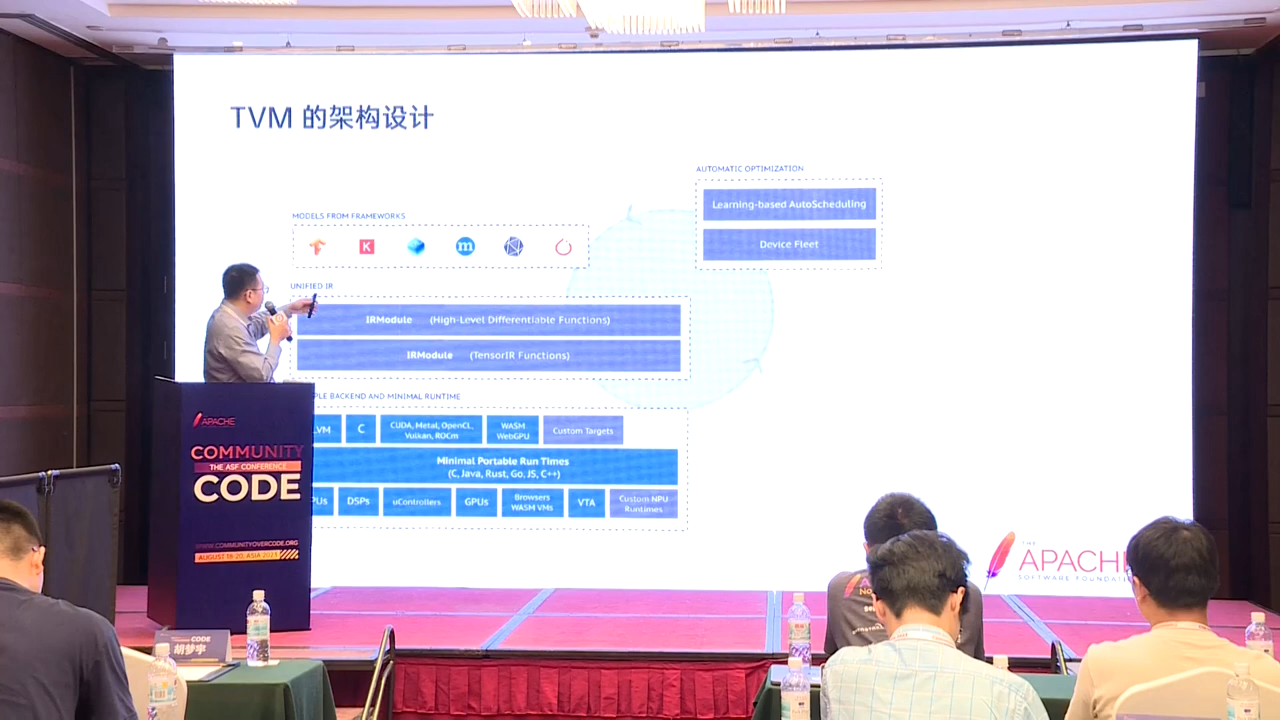 TVM 的架构设计
AUTOMATIC OPTIMIZATION
Learning-based AutoScheduling
Device Fleet
MODELS FROM FRAMEWORKS
K
m
UNIFIED IR
IRModule (High-Level Differentiable Functions)
IRModule (TensorIR Functions)
PLE BACKEND AND MINIMAL RUNTIME
LVM
C
CUDA, Metal, OpenCL,
Vulkan, ROCm
WASM
WebGPU
Custom Targets
Minimal Portable Run Times
(C, Java, Rust, Go, JS, C++)
PUs
DSPs
uControllers
GPUs
Browsers
WASM VMs
VTA
Custom NPU
Runtimes
APACHE
COMMUNITY
THE ASF CONFERENCE
CODE
WWW.COMMUNITYOVERCODE.ORG
AUGUST 18-20, ASIA 2023
THE
APACHE
SOFTWARE FOUNDATI
CODE
胡梦宇